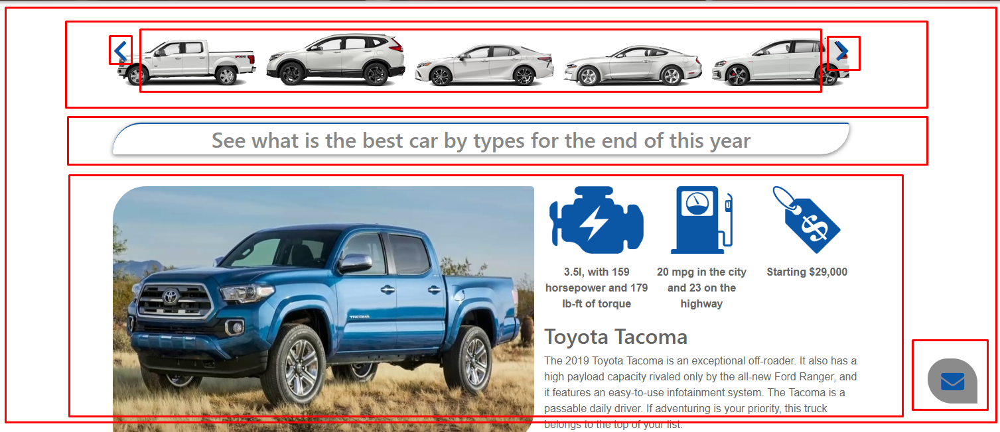 See what is the best car by types for the end of this year
3.5l, with 159
horsepower and 179
lb-ft of torque
20 mpg in the city
and 23 on the
highway
Starting $29,000
TACOMA
Toyota Tacoma
The 2019 Toyota Tacoma is an exceptional off-roader. It also has a
high payload capacity rivaled only by the all-new Ford Ranger, and
it features an easy-to-use infotainment system. The Tacoma is a
passable daily driver. If adventuring is your priority, this truck
belongs to the top of your list.